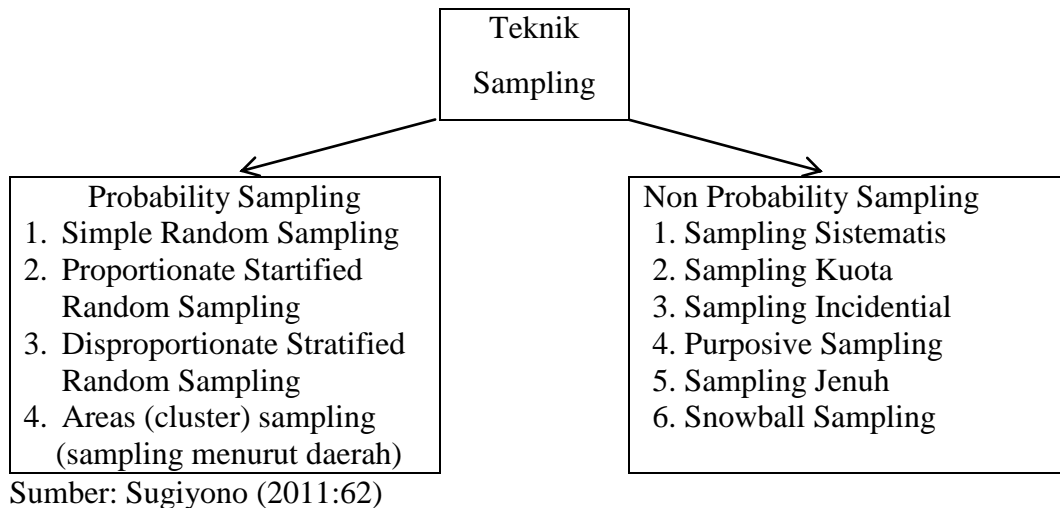 Teknik
Sampling
Probability Sampling
1. Simple Random Sampling
2. Proportionate Startified
Random Sampling
3. Disproportionate Stratified
Random Sampling
4. Areas (cluster) sampling
(sampling menurut daerah)
Non Probability Sampling
1. Sampling Sistematis
2. Sampling Kuota
3. Sampling Incidential
4. Purposive Sampling
5. Sampling Jenuh
6. Snowball Sampling
Sumber: Sugiyono (2011:62)